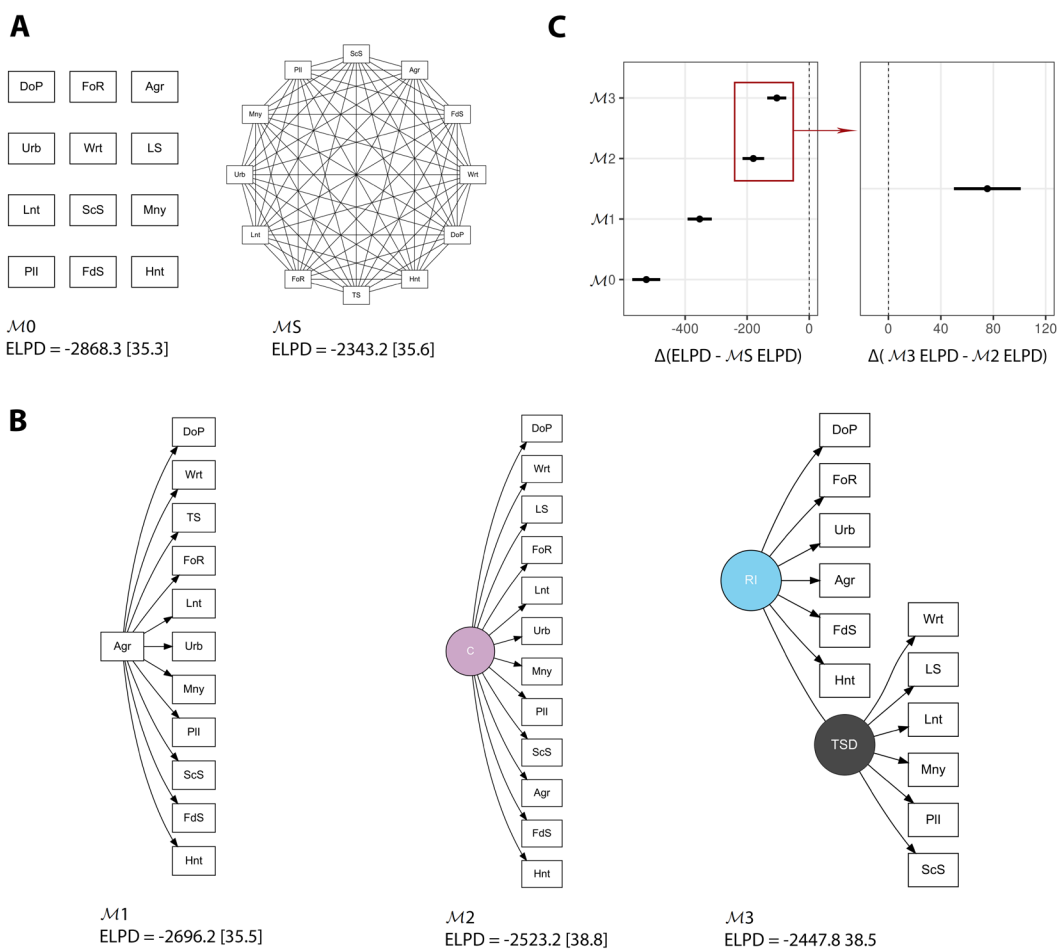 A
DoP FoR Agr
Urb Wrt LS
Lnt ScS Mny
Pll FdS Hnt
ℳ0
ELPD = -2868.3 [35.3]
ScS
Pll Agr
Mny FdS
Urb Wrt
Lnt DoP
FoR Hnt
TS
ℳS
ELPD = -2343.2 [35.6]
C
ℳ3
ℳ2
ℳ1
ℳ0
-400 -200 0
Δ(ELPD - ℳS ELPD)
0 40 80 120
Δ( ℳ3 ELPD - ℳ2 ELPD)
B
Agr
DoP
Wrt
TS
FoR
Lnt
Urb
Mny
Pll
ScS
FdS
Hnt
ℳ1
ELPD = -2696.2 [35.5]
C
DoP
Wrt
LS
FoR
Lnt
Urb
Mny
Pll
ScS
Agr
FdS
Hnt
ℳ2
ELPD = -2523.2 [38.8]
RI
DoP
FoR
Urb
Agr
FdS
Hnt
TSD
Wrt
LS
Lnt
Mny
Pll
ScS
ℳ3
ELPD = -2447.8 38.5